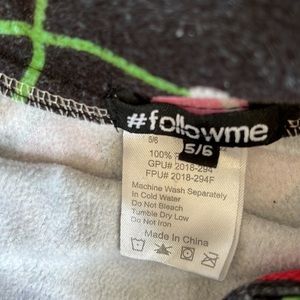 #followme
5/6
5/6
100%
GPU# 2018-294
FPU# 2018-294F
Machine Wash Separately
In Cold Water
Do Not Bleach
Tumble Dry Low
Do Not Iron
Made In China